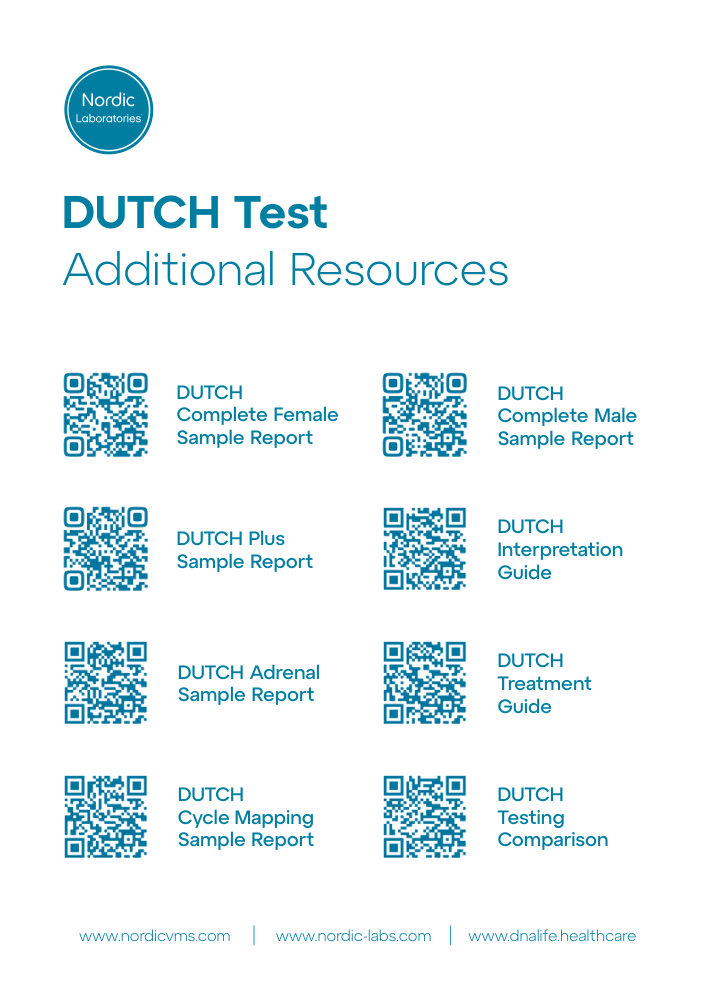 Nordic
Laboratories
DUTCH Test
Additional Resources
DUTCH
Complete Female
Sample Report
DUTCH
Complete Male
Sample Report
DUTCH Plus
Sample Report
DUTCH
Interpretation
Guide
DUTCH Adrenal
Sample Report
DUTCH
Treatment
Guide
DUTCH
Cycle Mapping
Sample Report
DUTCH
Testing
Comparison
www.nordicvms.com | www.nordic-labs.com | www.dnalife.healthcare